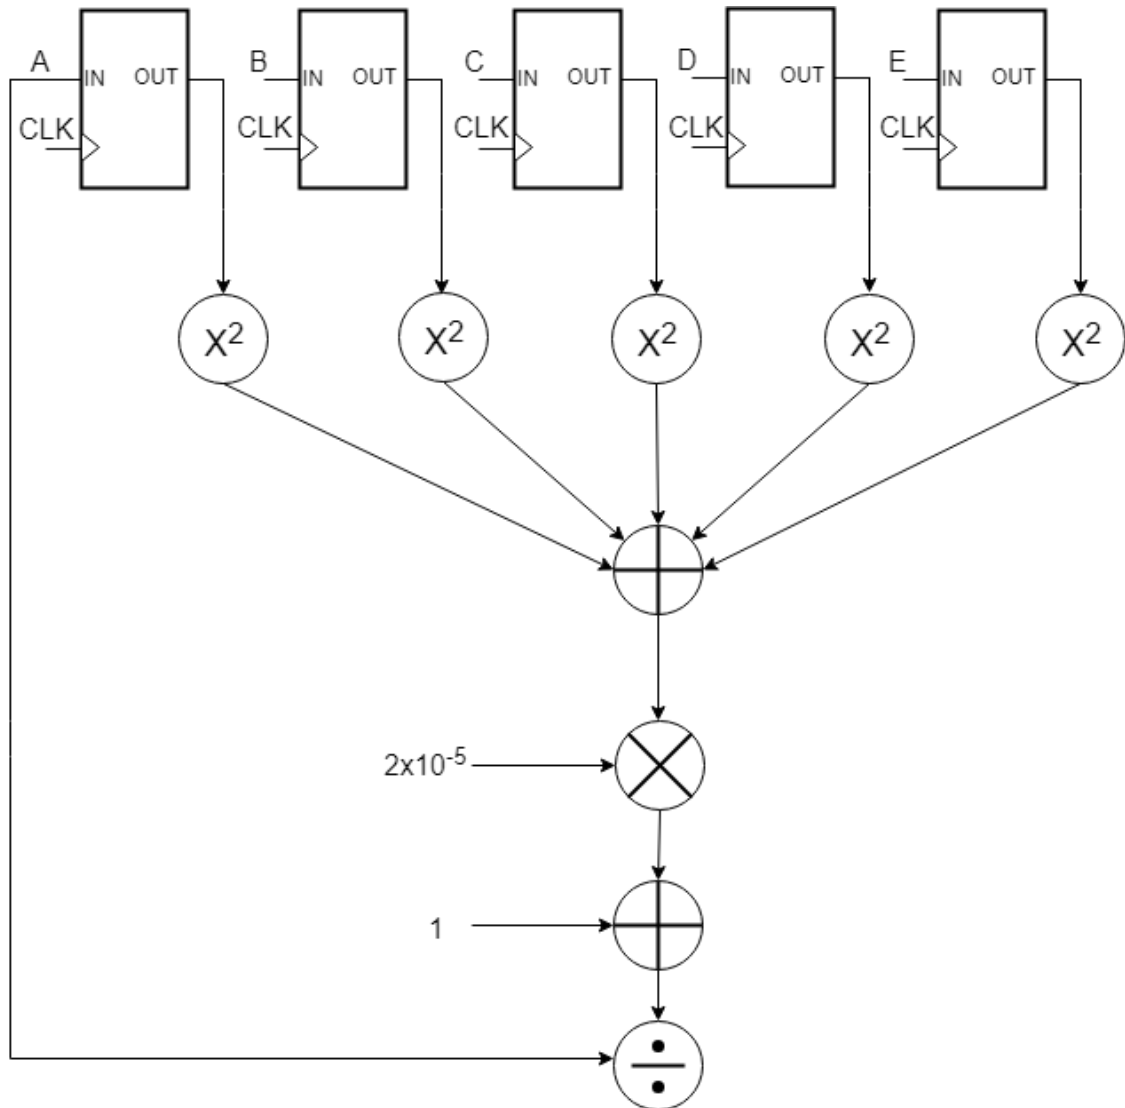 A
IN OUT
CLK
B
IN OUT
CLK
C
IN OUT
CLK
D
IN OUT
CLK
E
IN OUT
CLK
X²
X²
X²
X²
X²
2x10⁻⁵
1